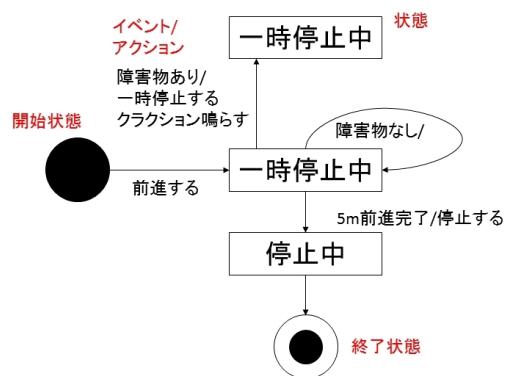 イベント/
アクション
一時停止中
状態
障害物あり/
一時停止する
クラクション鳴らす
開始状態
障害物なし/
一時停止中
前進する
5m前進完了/停止する
停止中
終了状態